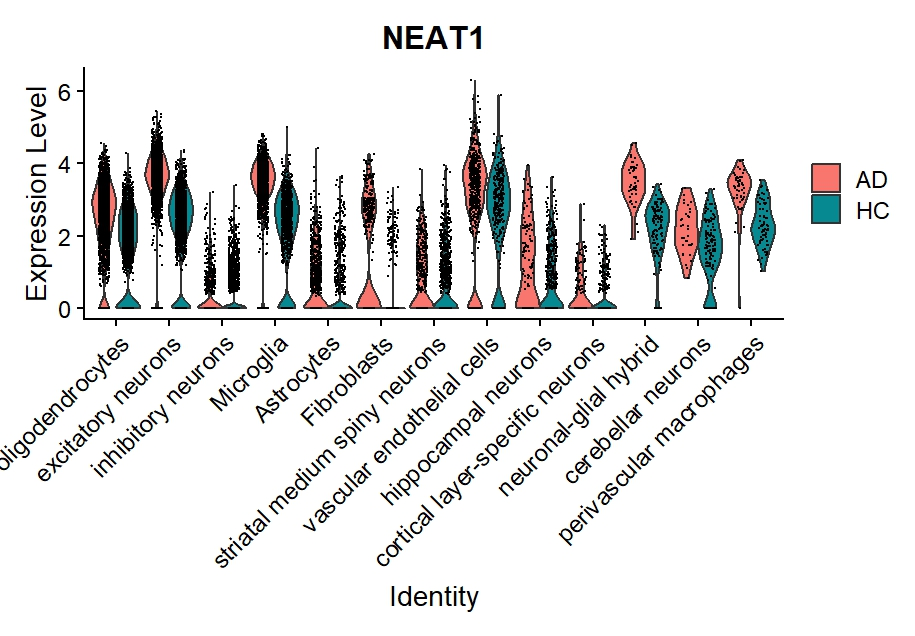 NEAT1
Expression Level
6
4
2
0
oligodendrocytes
excitatory neurons
inhibitory neurons
Microglia
Astrocytes
Fibroblasts
striatal medium spiny neurons
vascular endothelial cells
hippocampal neurons
cortical layer-specific neurons
neuronal-glial hybrid
cerebellar neurons
perivascular macrophages
Identity
AD
HC